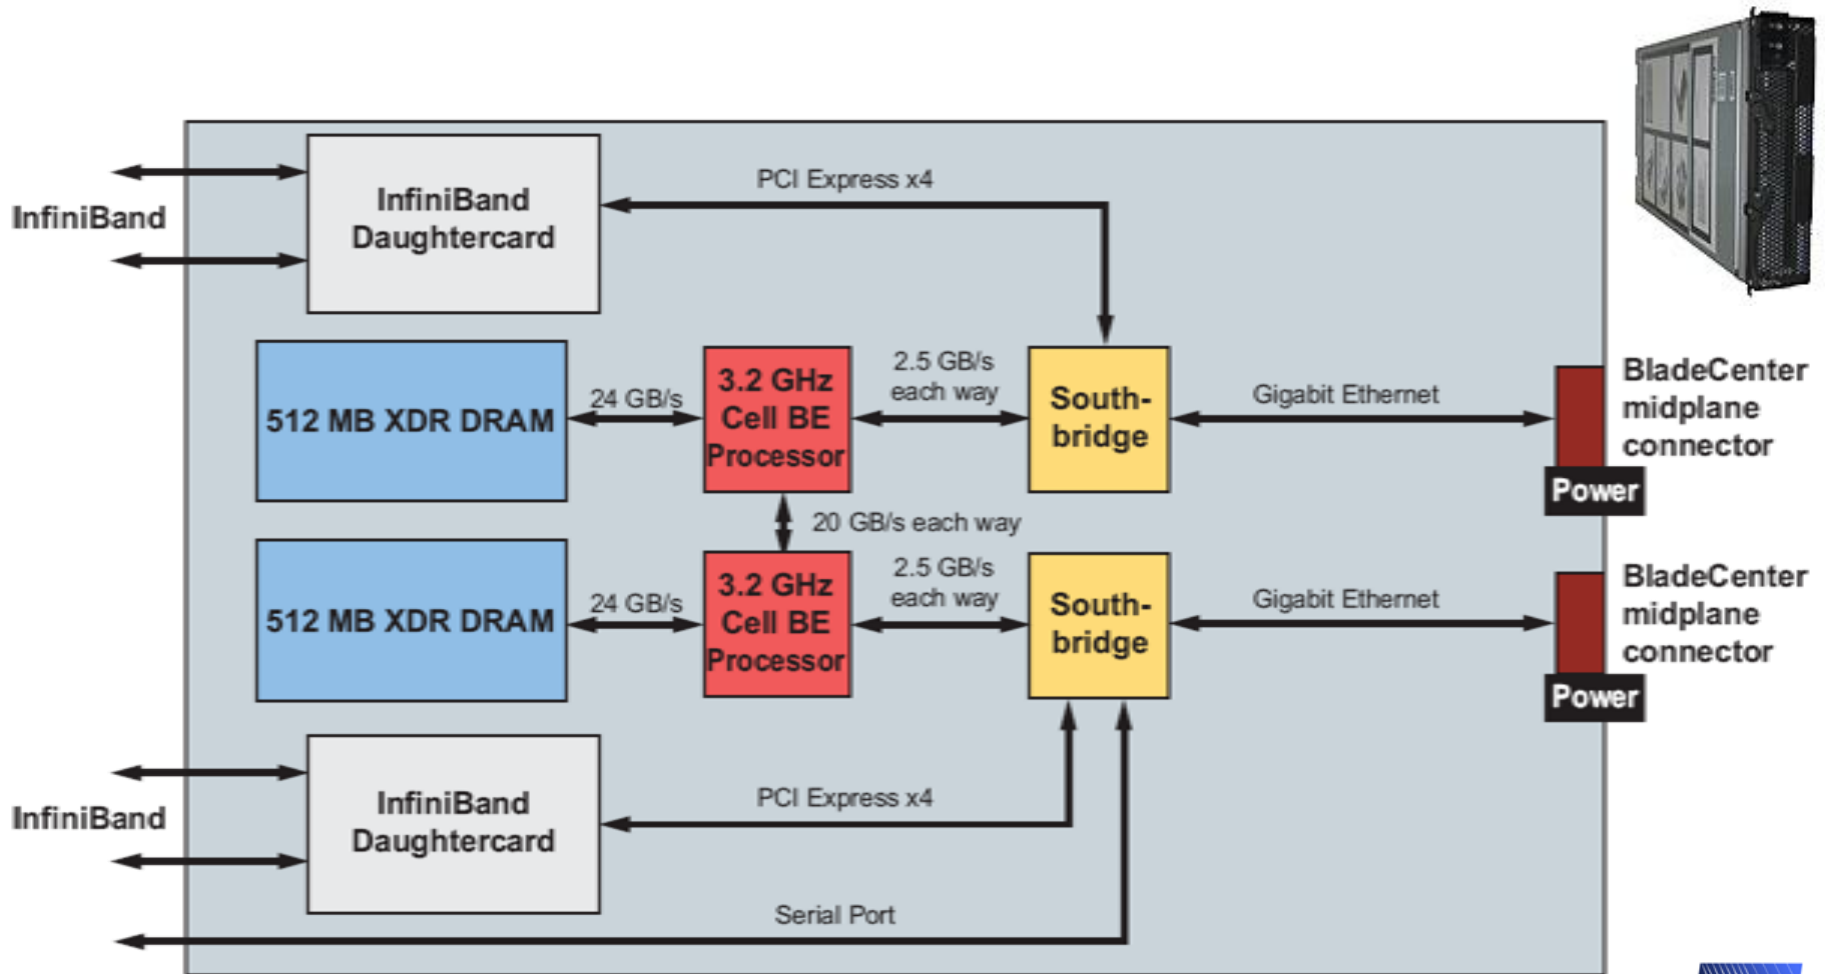 InfiniBand
InfiniBand
Daughtercard
PCI Express x4
512 MB XDR DRAM
24 GB/s
3.2 GHz
Cell BE
Processor
2.5 GB/s
each way
South-
bridge
Gigabit Ethernet
BladeCenter
midplane
connector
Power
20 GB/s each way
512 MB XDR DRAM
24 GB/s
3.2 GHz
Cell BE
Processor
2.5 GB/s
each way
South-
bridge
Gigabit Ethernet
BladeCenter
midplane
connector
Power
InfiniBand
InfiniBand
Daughtercard
PCI Express x4
Serial Port